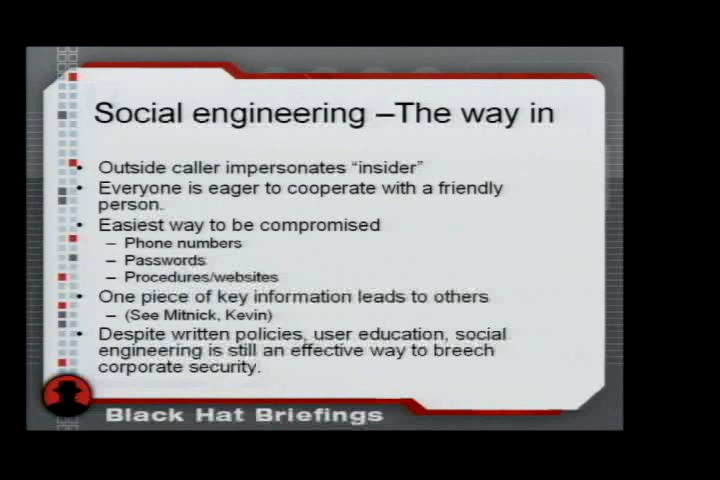 Social engineering –The way in
• Outside caller impersonates “insider”
• Everyone is eager to cooperate with a friendly
person.
• Easiest way to be compromised
– Phone numbers
– Passwords
– Procedures/websites
• One piece of key information leads to others
– (See Mitnick, Kevin)
• Despite written policies, user education, social
engineering is still an effective way to breech
corporate security.
Black Hat Briefings